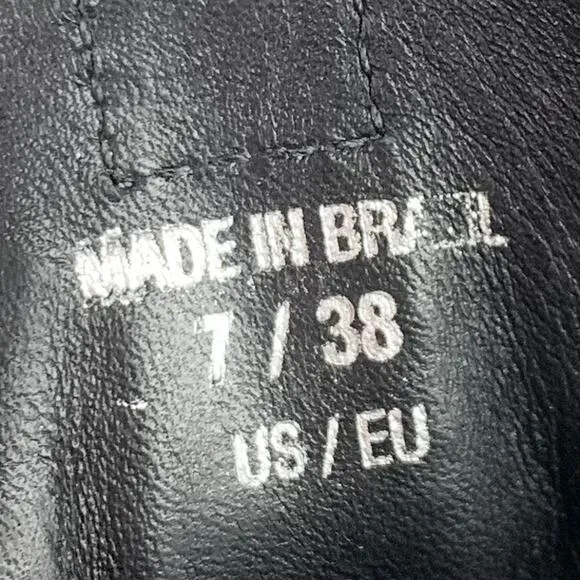 MADE IN BRAZIL
7 / 38
US / EU